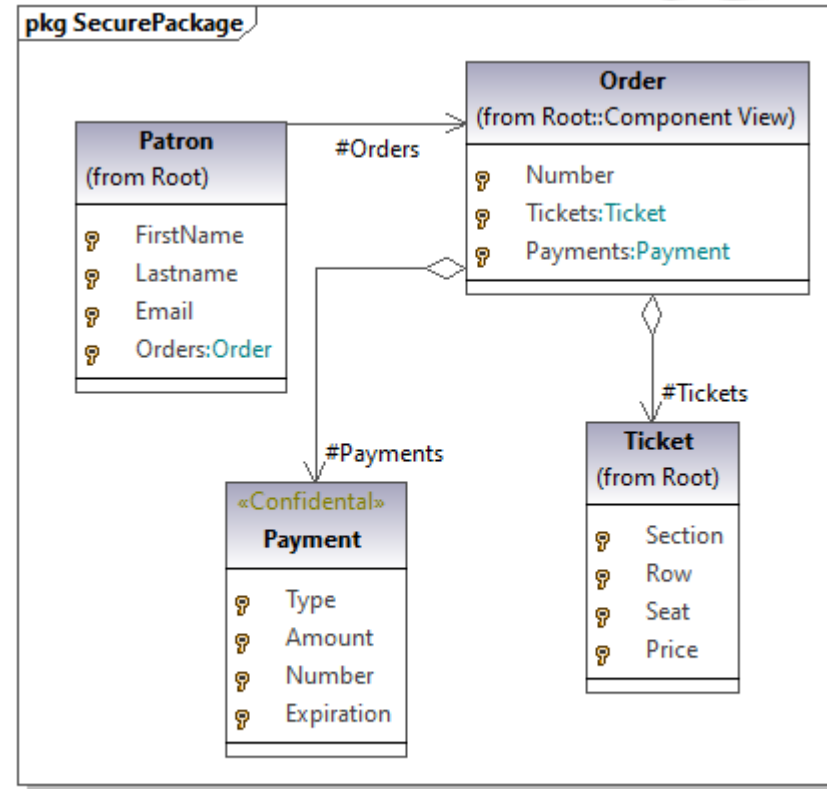 pkg SecurePackage
Patron
(from Root)
FirstName
Lastname
Email
Orders:Order
#Orders
Order
(from Root::Component View)
Number
Tickets:Ticket
Payments:Payment
#Payments
#Tickets
«Confidental»
Payment
Type
Amount
Number
Expiration
Ticket
(from Root)
Section
Row
Seat
Price